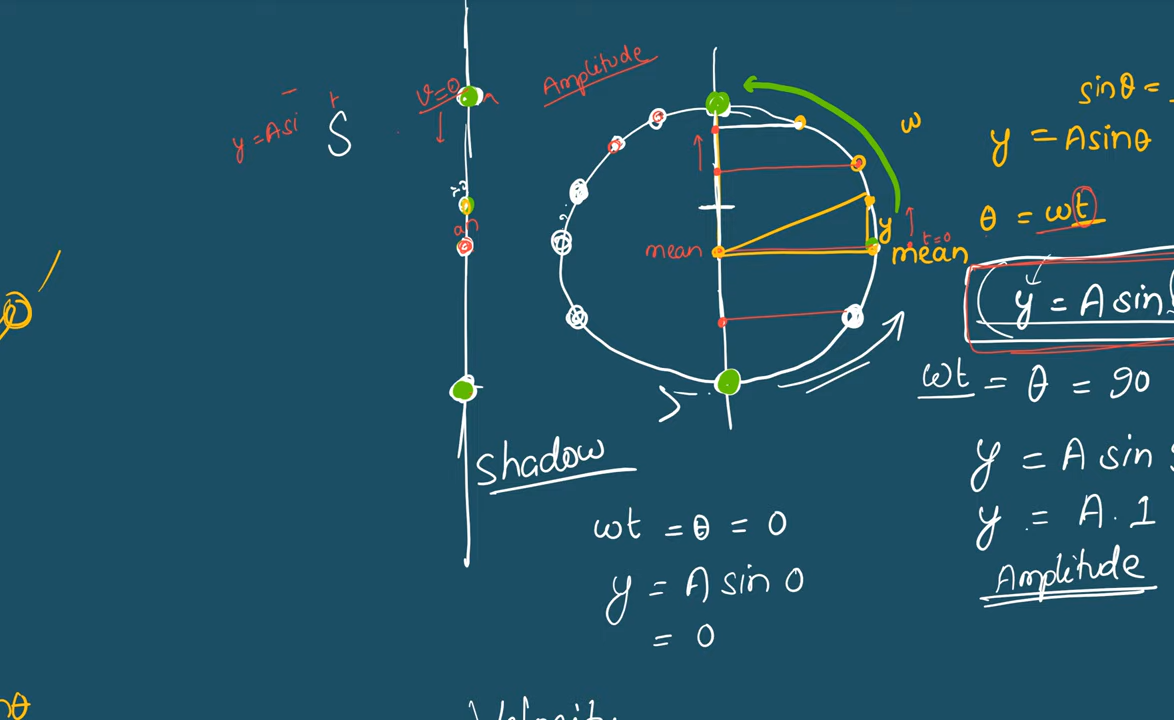 Amplitude
v=0
y = Asi
S
ω
sinθ =
y = Asinθ
θ = ωt
y
t=0
mean
mean
y = A sin
ωt = θ = 90
y = A sin
y = A . 1
Amplitude
shadow
ωt = θ = 0
y = A sin 0
= 0
Velocity